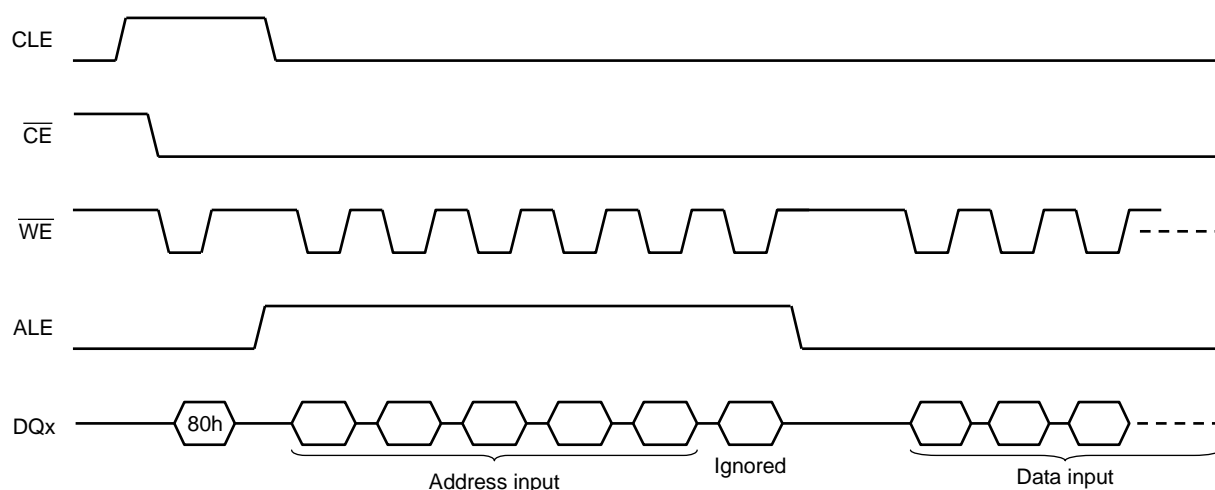 CLE
CE
WE
ALE
DQx
80h
Address input
Ignored
Data input